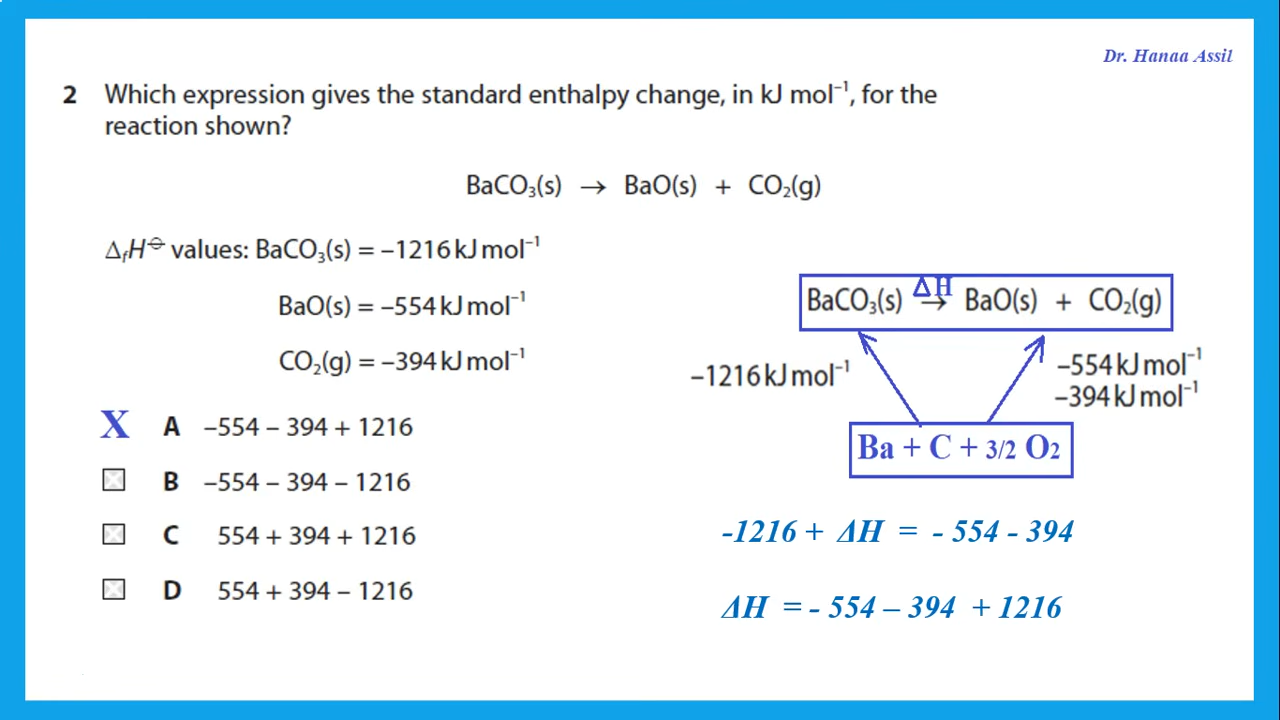 Dr. Hanaa Assil
2 Which expression gives the standard enthalpy change, in kJ mol⁻¹, for the
reaction shown?
BaCO₃(s) → BaO(s) + CO₂(g)
ΔfH⦵ values: BaCO₃(s) = –1216 kJ mol⁻¹
BaO(s) = –554 kJ mol⁻¹
CO₂(g) = –394 kJ mol⁻¹
X A –554 – 394 + 1216
B –554 – 394 – 1216
C 554 + 394 + 1216
D 554 + 394 – 1216
ΔH
BaCO₃(s) → BaO(s) + CO₂(g)
–1216 kJ mol⁻¹
–554 kJ mol⁻¹
–394 kJ mol⁻¹
Ba + C + 3/2 O₂
-1216 + ΔH = - 554 - 394
ΔH = - 554 – 394 + 1216